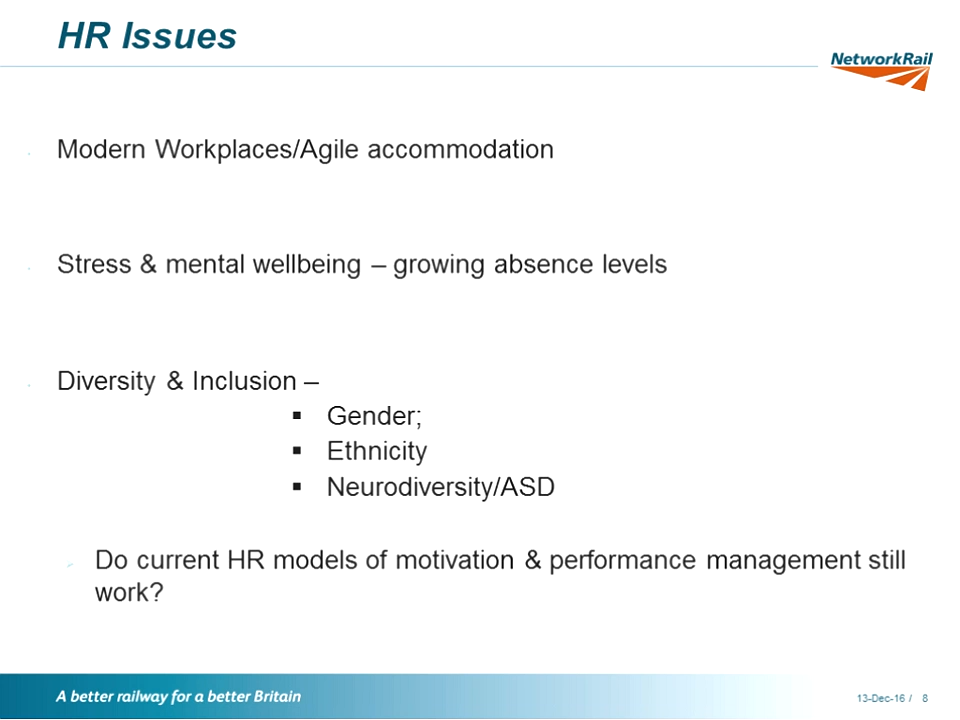 HR Issues
NetworkRail
Modern Workplaces/Agile accommodation
Stress & mental wellbeing – growing absence levels
Diversity & Inclusion –
▪ Gender;
▪ Ethnicity
▪ Neurodiversity/ASD
Do current HR models of motivation & performance management still
work?
A better railway for a better Britain
13-Dec-16 / 8